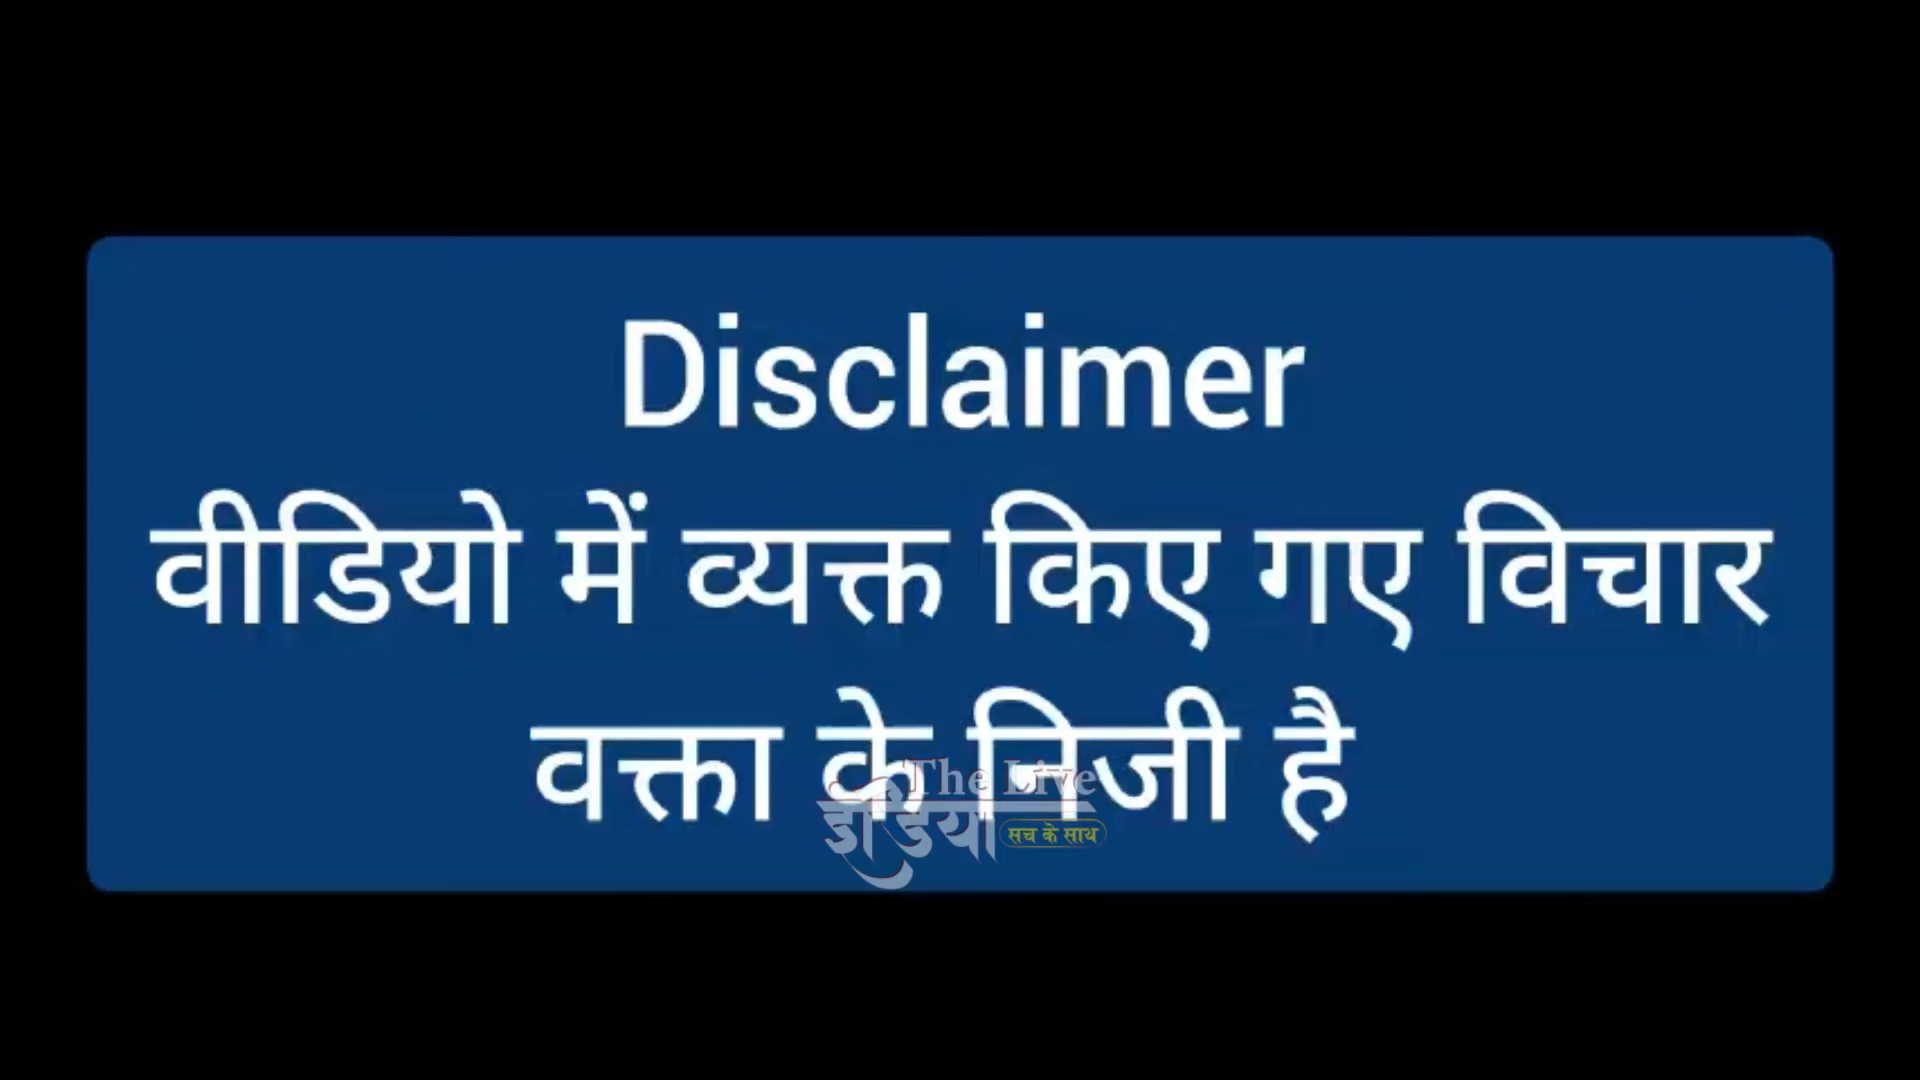 Disclaimer
वीडियो में व्यक्त किए गए विचार
वक्ता के निजी है
The Live
इंडिया सच के साथ